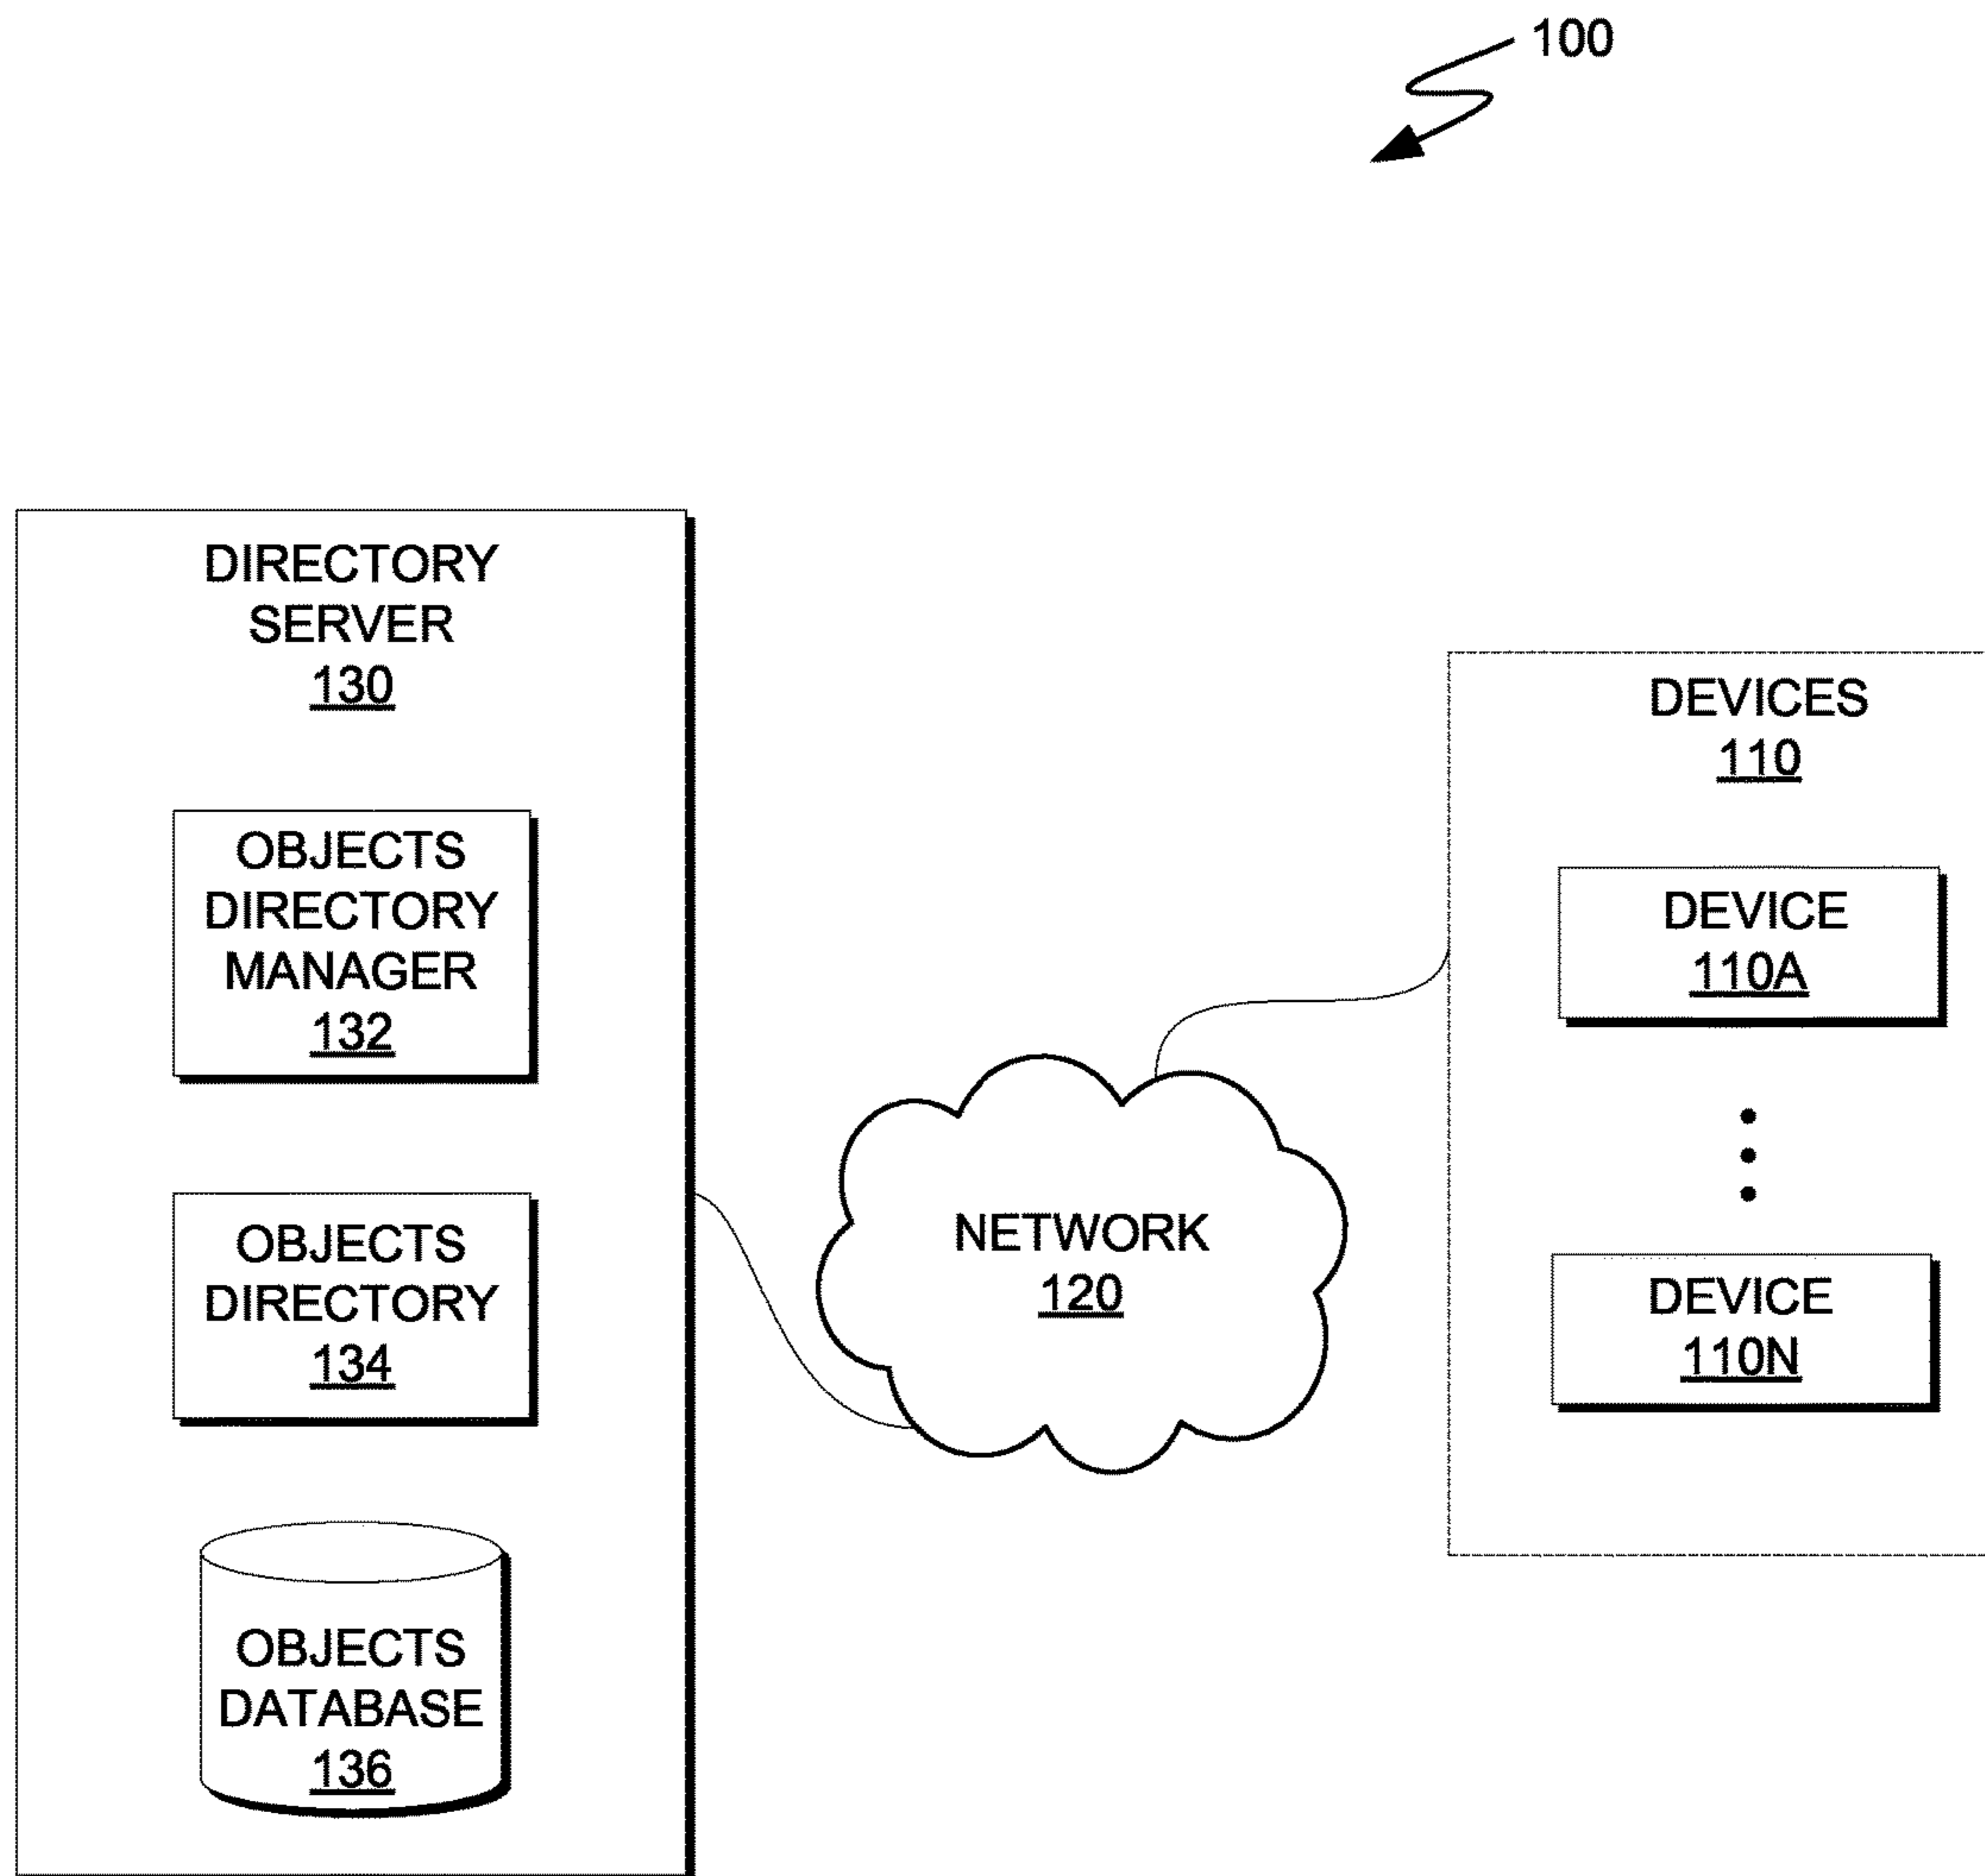 100
DIRECTORY
SERVER
130
OBJECTS
DIRECTORY
MANAGER
132
OBJECTS
DIRECTORY
134
OBJECTS
DATABASE
136
NETWORK
120
DEVICES
110
DEVICE
110A
DEVICE
110N